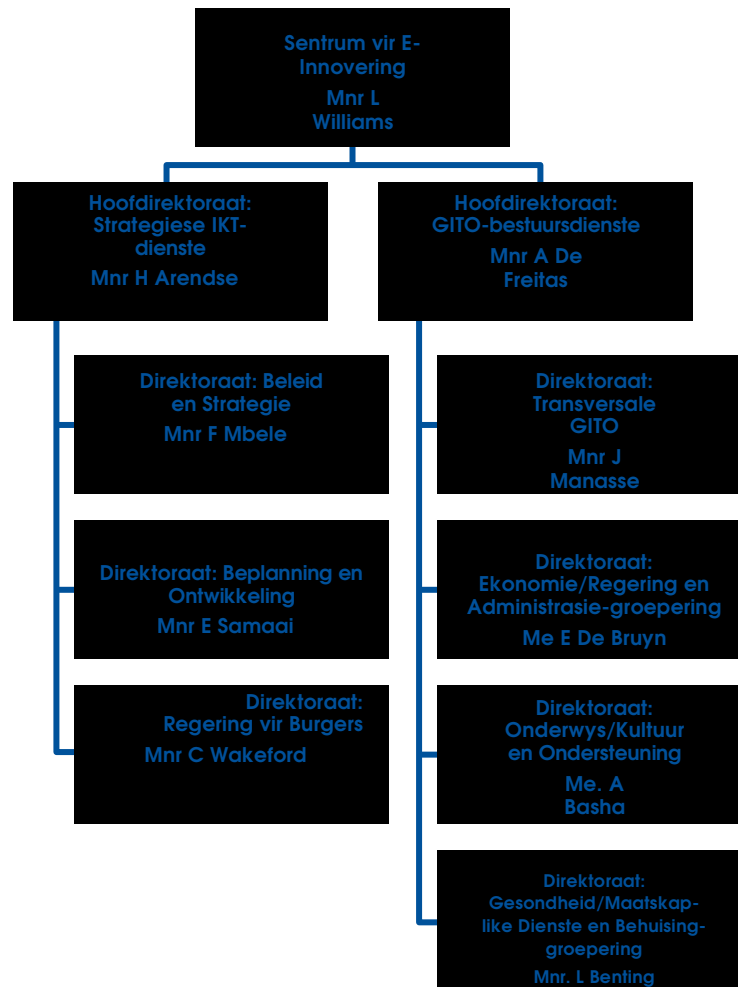 Sentrum vir E-
Innovering
Mnr L
Williams
Hoofdirektoraat:
Strategiese IKT-
dienste
Mnr H Arendse
Hoofdirektoraat:
GITO-bestuursdienste
Mnr A De
Freitas
Direktoraat: Beleid
en Strategie
Mnr F Mbele
Direktoraat: Beplanning en
Ontwikkeling
Mnr E Samaai
Direktoraat:
Regering vir Burgers
Mnr C Wakeford
Direktoraat:
Transversale
GITO
Mnr J
Manasse
Direktoraat:
Ekonomie/Regering en
Administrasie-groepering
Me E De Bruyn
Direktoraat:
Onderwys/Kultuur
en Ondersteuning
Me. A
Basha
Direktoraat:
Gesondheid/Maatskap-
like Dienste en Behuising-
groepering
Mnr. L Benting